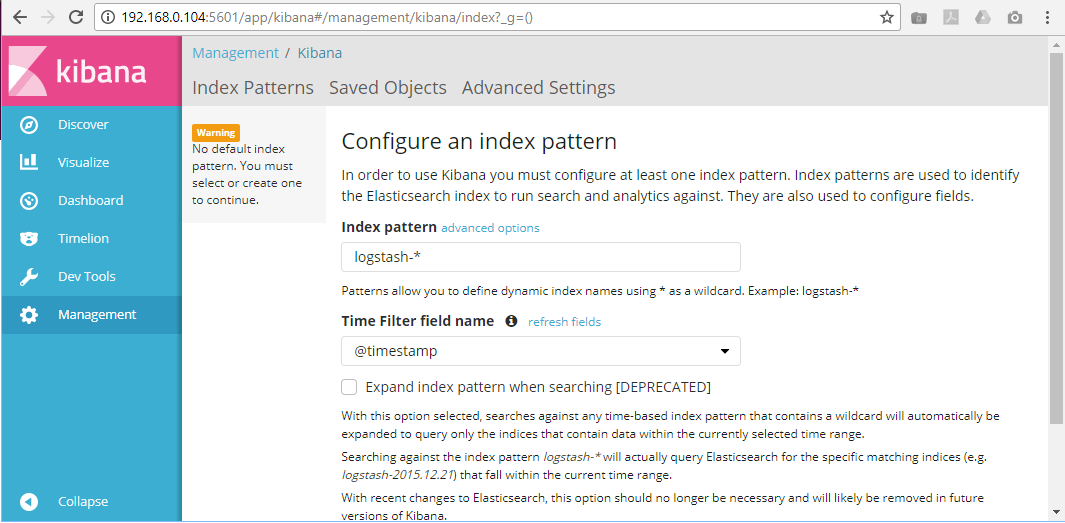 192.168.0.104:5601/app/kibana#/management/kibana/index?_g=()
kibana
Discover
Visualize
Dashboard
Timelion
Dev Tools
Management
Collapse
Management / Kibana
Index Patterns Saved Objects Advanced Settings
Warning
No default index
pattern. You must
select or create one
to continue.
Configure an index pattern
In order to use Kibana you must configure at least one index pattern. Index patterns are used to identify
the Elasticsearch index to run search and analytics against. They are also used to configure fields.
Index pattern advanced options
logstash-*
Patterns allow you to define dynamic index names using * as a wildcard. Example: logstash-*
Time Filter field name refresh fields
@timestamp
Expand index pattern when searching [DEPRECATED]
With this option selected, searches against any time-based index pattern that contains a wildcard will automatically be
expanded to query only the indices that contain data within the currently selected time range.
Searching against the index pattern logstash-* will actually query Elasticsearch for the specific matching indices (e.g.
logstash-2015.12.21) that fall within the current time range.
With recent changes to Elasticsearch, this option should no longer be necessary and will likely be removed in future
versions of Kibana.